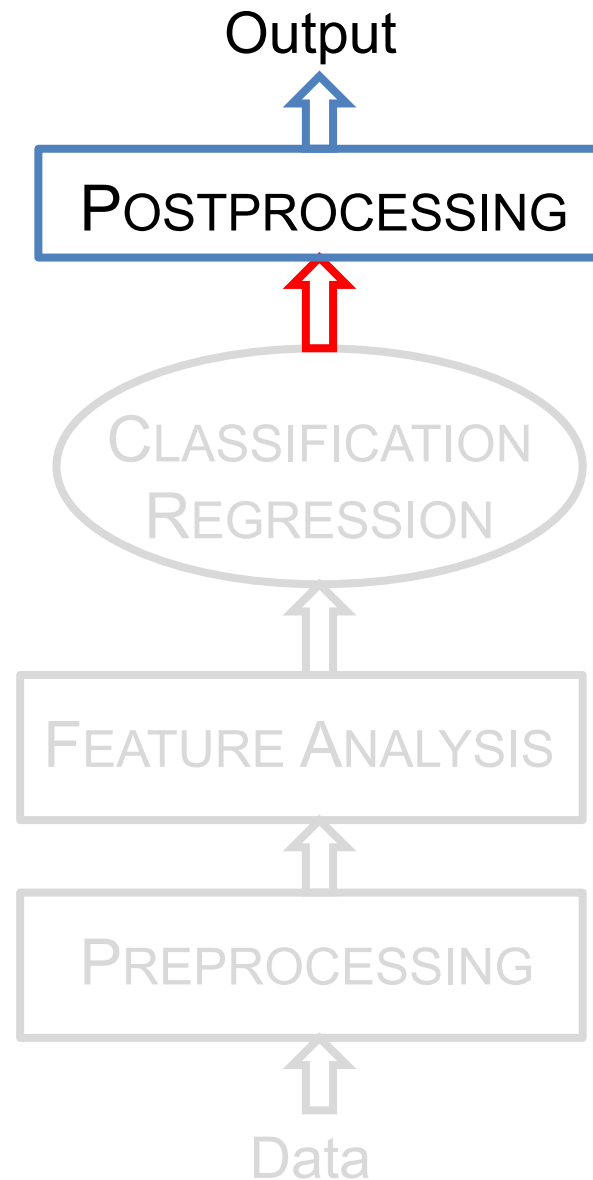 Output
POSTPROCESSING
CLASSIFICATION
REGRESSION
FEATURE ANALYSIS
PREPROCESSING
Data